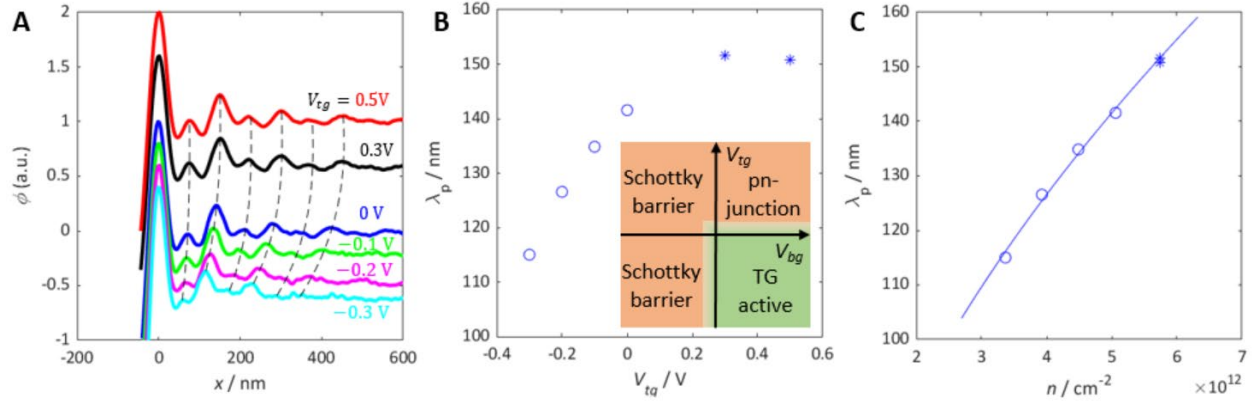 A
2
1.5
1
0.5
0
-0.5
-1
ϕ (a.u.)
-200
0
200
400
600
x / nm
V_tg = 0.5V
0.3V
0 V
−0.1 V
−0.2 V
−0.3 V
B
160
150
140
130
120
110
100
λ_p / nm
-0.4
-0.2
0
0.2
0.4
0.6
V_tg / V
V_tg
V_bg
Schottky
barrier
pn-
junction
Schottky
barrier
TG
active
C
160
150
140
130
120
110
100
λ_p / nm
2
3
4
5
6
7
n / cm⁻²
×10¹²